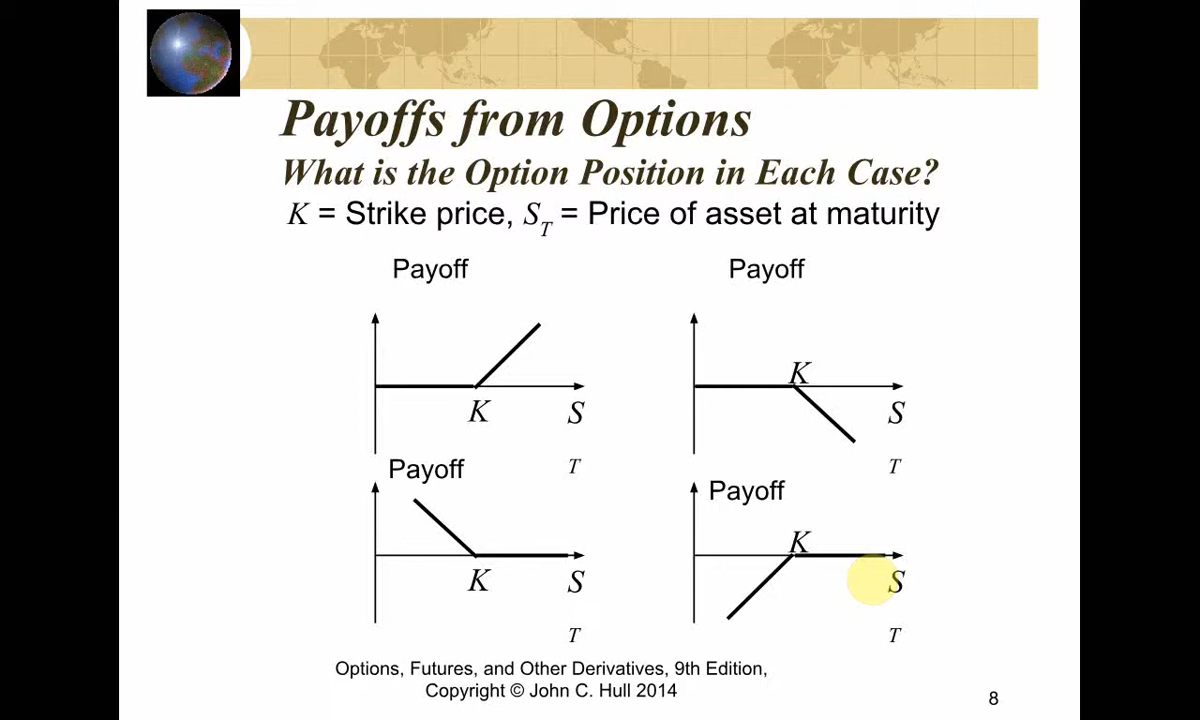 Payoffs from Options
What is the Option Position in Each Case?
K = Strike price, S_T = Price of asset at maturity
Payoff
Payoff
K
K
S
S
T
T
Payoff
Payoff
K
K
S
S
T
T
Options, Futures, and Other Derivatives, 9th Edition,
Copyright © John C. Hull 2014
8